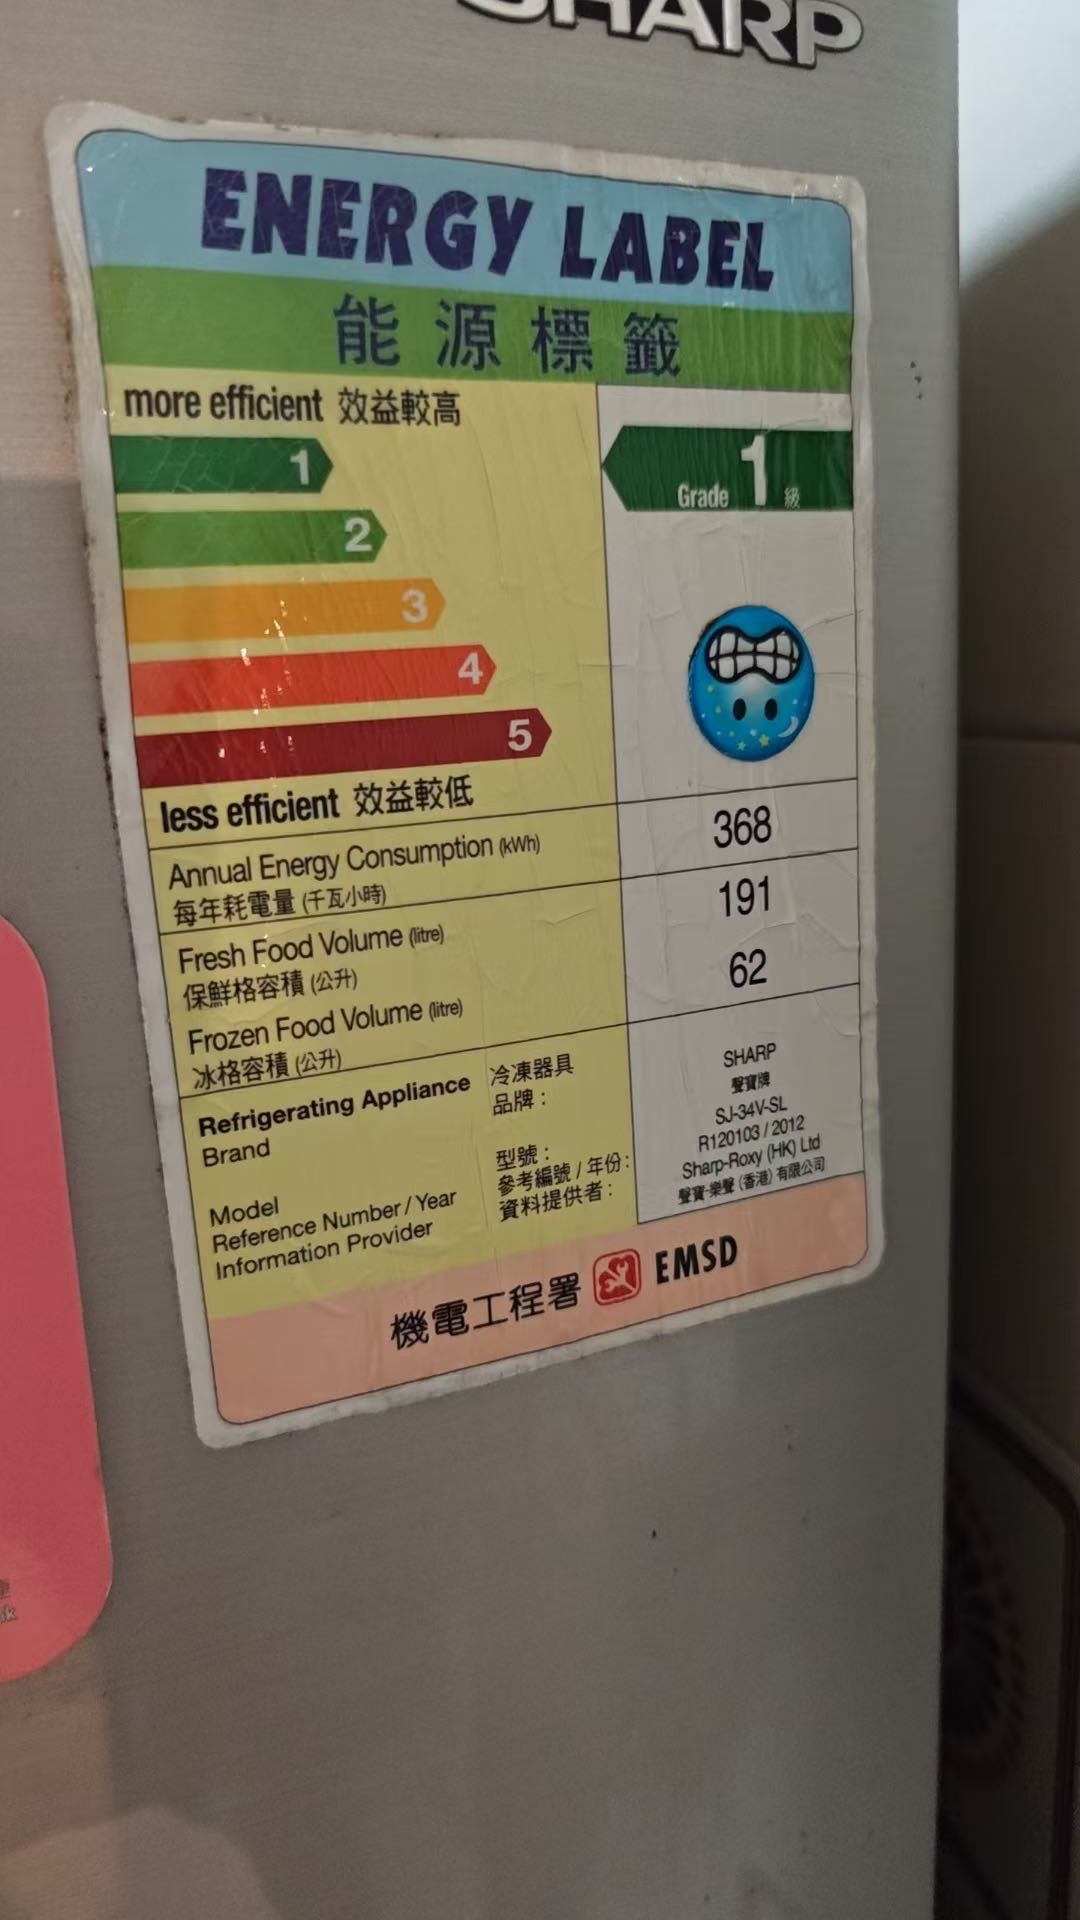 SHARP
ENERGY LABEL
能源標籤
more efficient 效益較高
1
2
3
4
5
less efficient 效益較低
Grade 1 級
Annual Energy Consumption (kWh)
每年耗電量 (千瓦小時)
368
Fresh Food Volume (litre)
保鮮格容積 (公升)
191
Frozen Food Volume (litre)
冰格容積 (公升)
62
Refrigerating Appliance 冷凍器具
Brand 品牌：
SHARP
聲寶牌
Model 型號：
SJ-34V-SL
Reference Number / Year 參考編號 / 年份：
R120103 / 2012
Information Provider 資料提供者：
Sharp-Roxy (HK) Ltd
聲寶-樂聲 (香港) 有限公司
機電工程署 EMSD